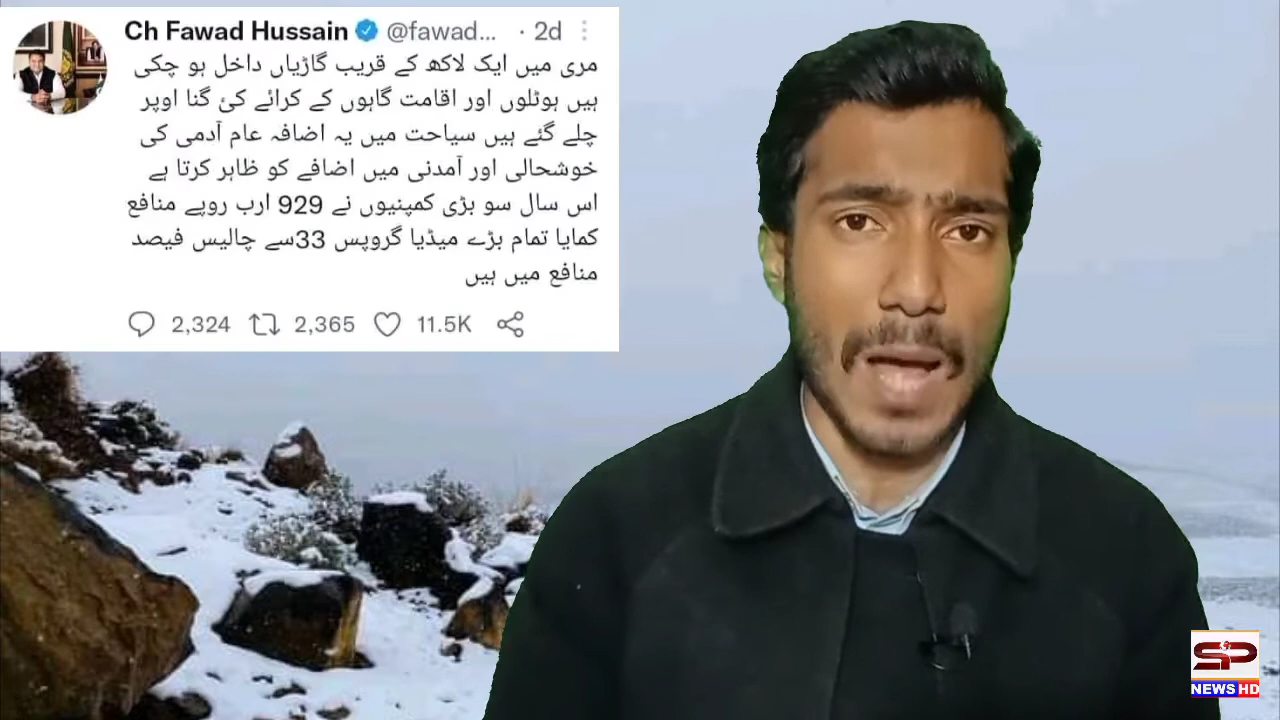 Ch Fawad Hussain @fawad... · 2d
مری میں ایک لاکھ کے قریب گاڑیاں داخل ہو چکی
ہیں ہوٹلوں اور اقامت گاہوں کے کرائے کئ گنا اوپر
چلے گئے ہیں سیاحت میں یہ اضافہ عام آدمی کی
خوشحالی اور آمدنی میں اضافے کو ظاہر کرتا ہے
اس سال سو بڑی کمپنیوں نے 929 ارب روپے منافع
کمایا تمام بڑے میڈیا گروپس 33سے چالیس فیصد
منافع میں ہیں
2,324 2,365 11.5K
SP
NEWS HD